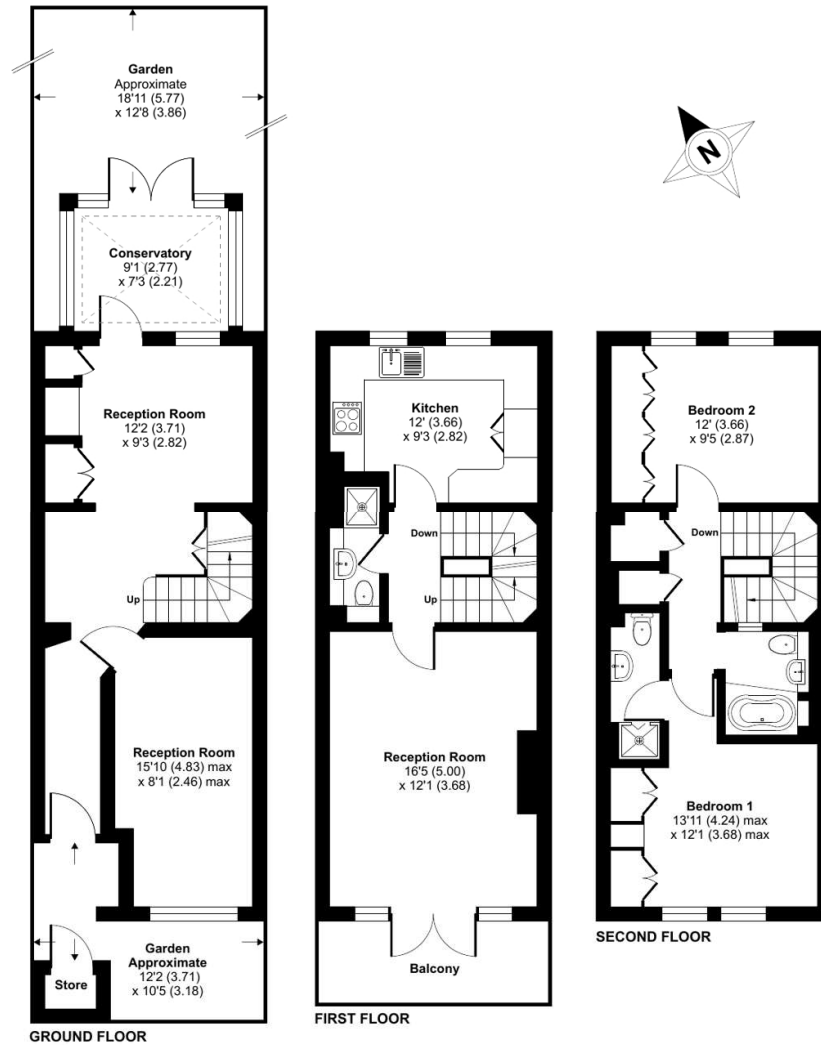 Garden
Approximate
18'11 (5.77)
x 12'8 (3.86)
Conservatory
9'1 (2.77)
x 7'3 (2.21)
Reception Room
12'2 (3.71)
x 9'3 (2.82)
Up
Reception Room
15'10 (4.83) max
x 8'1 (2.46) max
Garden
Approximate
12'2 (3.71)
x 10'5 (3.18)
Store
GROUND FLOOR
Kitchen
12' (3.66)
x 9'3 (2.82)
Down
Up
Reception Room
16'5 (5.00)
x 12'1 (3.68)
Balcony
FIRST FLOOR
N
Bedroom 2
12' (3.66)
x 9'5 (2.87)
Down
Bedroom 1
13'11 (4.24) max
x 12'1 (3.68) max
SECOND FLOOR